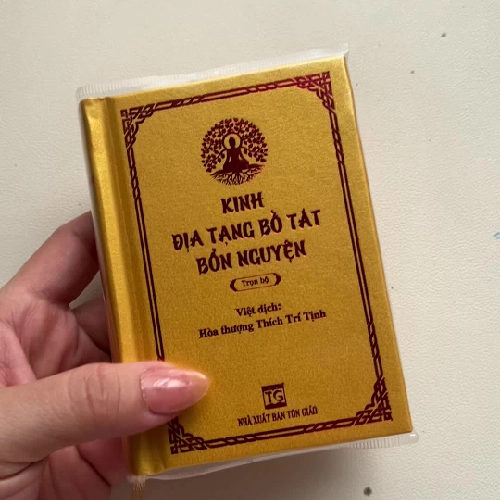 KINH
ĐỊA TẠNG BỒ TÁT
BỔN NGUYỆN
Trọn bộ
Việt dịch:
Hòa thượng Thích Trí Tịnh
TG
NHÀ XUẤT BẢN TÔN GIÁO